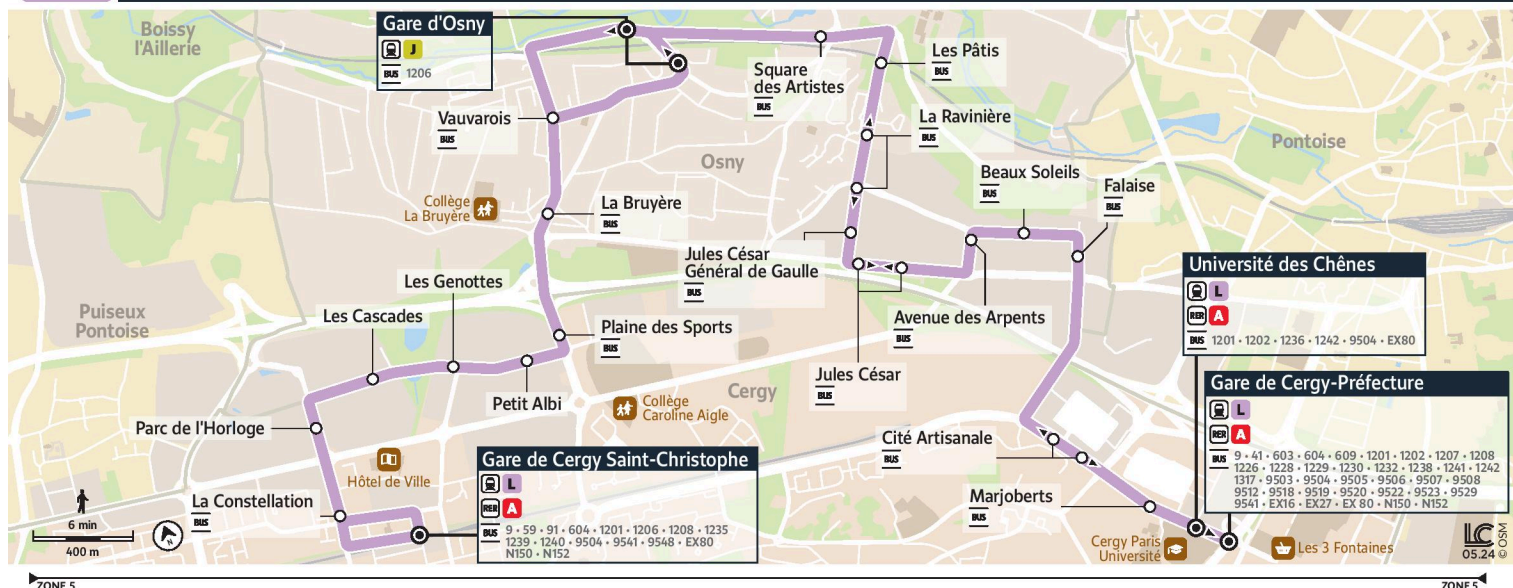 Boissy
l'Aillerie
Gare d'Osny
J
BUS 1206
Square
des Artistes
BUS
Les Pâtis
BUS
La Ravinière
BUS
Pontoise
Vauvarois
BUS
Osny
Beaux Soleils
BUS
Falaise
BUS
Collège
La Bruyère
La Bruyère
BUS
Jules César
Général de Gaulle
BUS
Université des Chênes
L
RER A
BUS 1201 • 1202 • 1236 • 1242 • 9504 • EX80
Les Genottes
Les Cascades
Puiseux
Pontoise
Plaine des Sports
BUS
Avenue des Arpents
BUS
Jules César
BUS
Cergy
Petit Albi
Collège
Caroline Aigle
Gare de Cergy-Préfecture
L
RER A
BUS 9 • 41 • 603 • 604 • 609 • 1201 • 1202 • 1207 • 1208
1226 • 1228 • 1229 • 1230 • 1232 • 1238 • 1241 • 1242
1317 • 9503 • 9504 • 9505 • 9506 • 9507 • 9508
9512 • 9518 • 9519 • 9520 • 9522 • 9523 • 9529
9541 • EX16 • EX27 • EX 80 • N150 • N152
Parc de l'Horloge
Cité Artisanale
BUS
Hôtel de Ville
Gare de Cergy Saint-Christophe
L
RER A
BUS 9 • 59 • 91 • 604 • 1201 • 1206 • 1208 • 1235
1239 • 1240 • 9504 • 9541 • 9548 • EX80
N150 • N152
La Constellation
BUS
Marjoberts
BUS
6 min
400 m
N
Cergy Paris
Université
Les 3 Fontaines
LC
05.24 © OSM
ZONE 5
ZONE 5